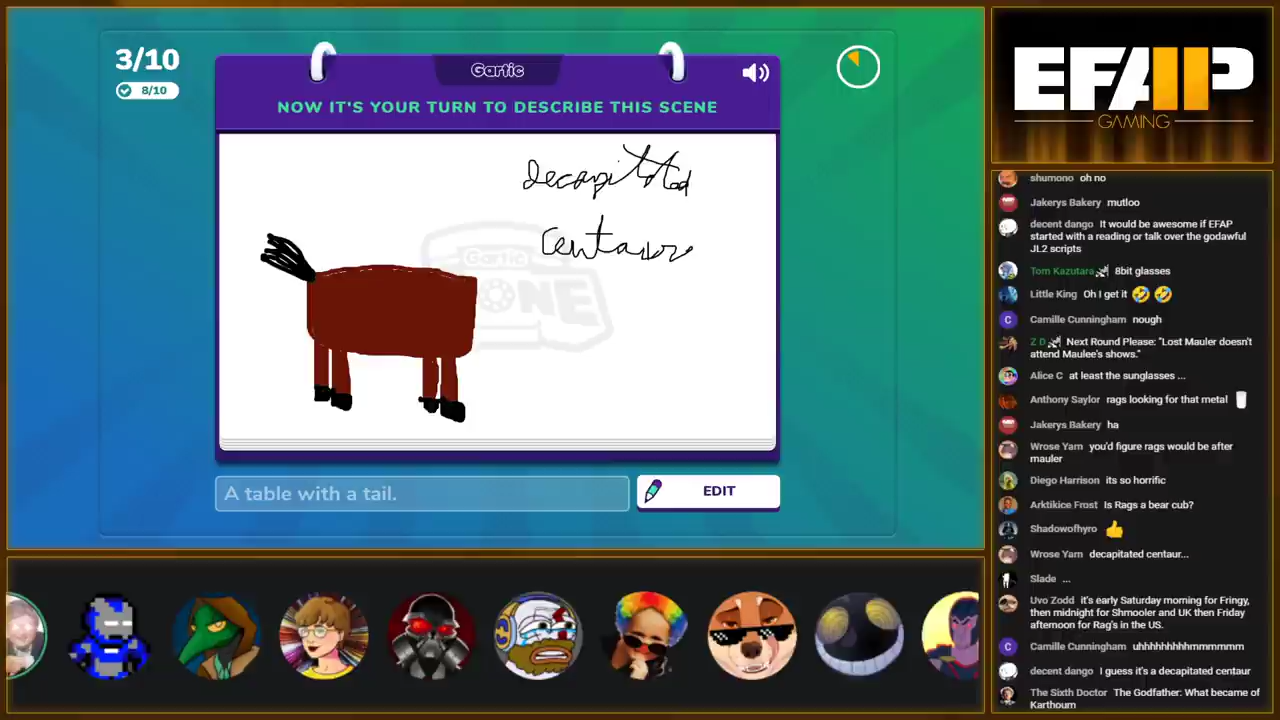 3/10
8/10
Gartic
NOW IT'S YOUR TURN TO DESCRIBE THIS SCENE
Decapitated
Centaur
Gartic
PHONE
A table with a tail.
EDIT
EFAP
GAMING
shumono oh no
Jakerys Bakery mutloo
decent dango It would be awesome if EFAP
started with a reading or talk over the godawful
JL2 scripts
Tom Kazutara 8bit glasses
Little King Oh I get it 🤣 🤣
C Camille Cunningham nough
Z D Next Round Please: "Lost Mauler doesn't
attend Maulee's shows."
Alice C at least the sunglasses ...
Anthony Saylor rags looking for that metal
Jakerys Bakery ha
Wrose Yarn you'd figure rags would be after
mauler
Diego Harrison its so horrific
Arktikice Frost Is Rags a bear cub?
Shadowofhyro 👍
Wrose Yarn decapitated centaur...
Slade ...
Uvo Zodd it's early Saturday morning for Fringy,
then midnight for Shmooler and UK then Friday
afternoon for Rag's in the US.
C Camille Cunningham uhhhhhhhhhmmmmmm
decent dango I guess it's a decapitated centaur
The Sixth Doctor The Godfather: What became of
Karthoum